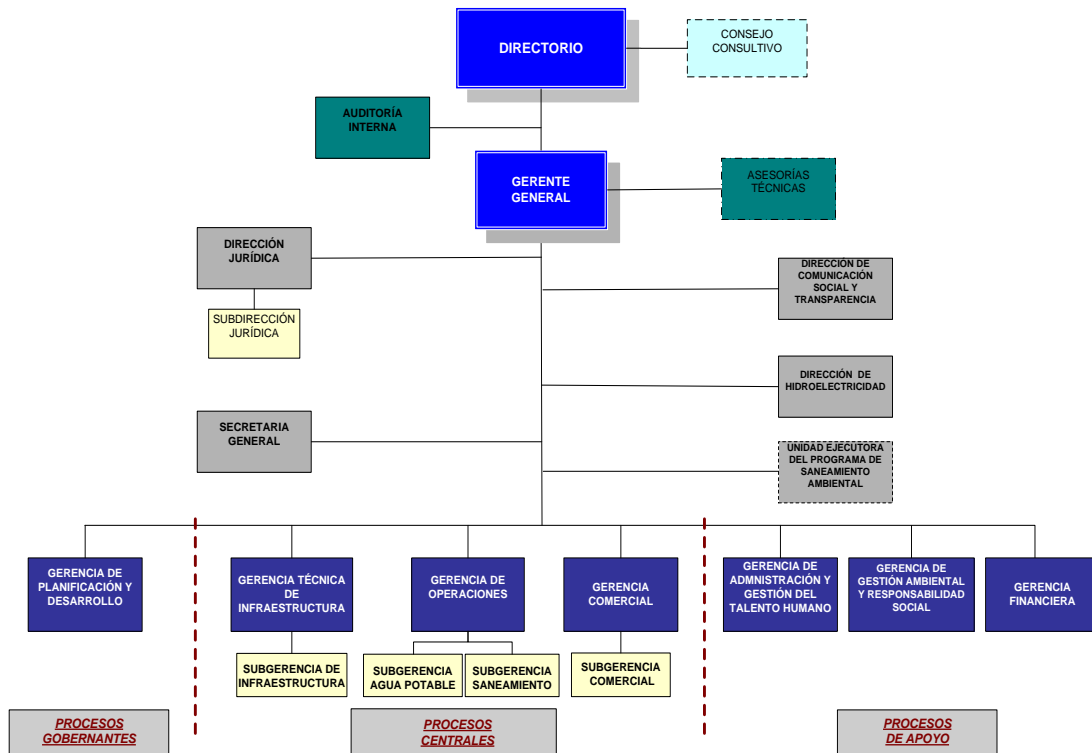 DIRECTORIO
CONSEJO
CONSULTIVO
AUDITORÍA
INTERNA
GERENTE
GENERAL
ASESORÍAS
TÉCNICAS
DIRECCIÓN
JURÍDICA
DIRECCIÓN DE
COMUNICACIÓN
SOCIAL Y
TRANSPARENCIA
SUBDIRECCIÓN
JURÍDICA
DIRECCIÓN DE
HIDROELECTRICIDAD
SECRETARIA
GENERAL
UNIDAD EJECUTORA
DEL PROGRAMA DE
SANEAMIENTO
AMBIENTAL
GERENCIA DE
PLANIFICACIÓN Y
DESARROLLO
GERENCIA TÉCNICA
DE
INFRAESTRUCTURA
GERENCIA DE
OPERACIONES
GERENCIA
COMERCIAL
GERENCIA DE
ADMNISTRACIÓN Y
GESTIÓN DEL
TALENTO HUMANO
GERENCIA DE
GESTIÓN AMBIENTAL
Y RESPONSABILIDAD
SOCIAL
GERENCIA
FINANCIERA
SUBGERENCIA DE
INFRAESTRUCTURA
SUBGERENCIA
AGUA POTABLE
SUBGERENCIA
SANEAMIENTO
SUBGERENCIA
COMERCIAL
PROCESOS
GOBERNANTES
PROCESOS
CENTRALES
PROCESOS
DE APOYO